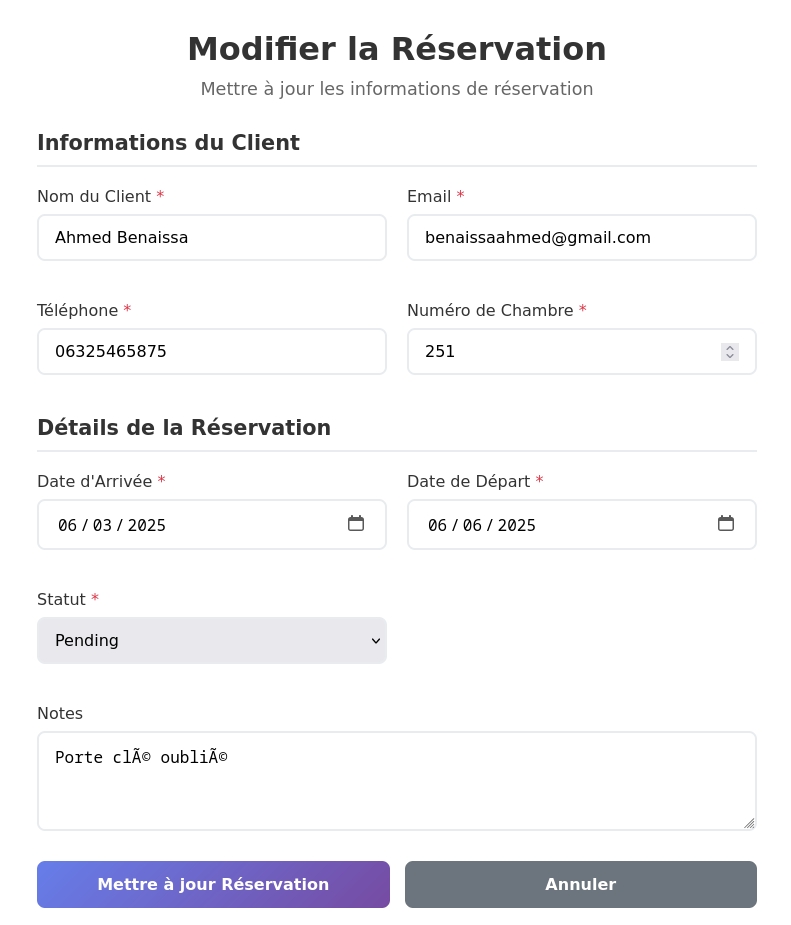 Modifier la Réservation
Mettre à jour les informations de réservation
Informations du Client
Nom du Client *
Email *
Ahmed Benaissa
benaissaahmed@gmail.com
Téléphone *
Numéro de Chambre *
06325465875
251
Détails de la Réservation
Date d'Arrivée *
Date de Départ *
06 / 03 / 2025
06 / 06 / 2025
Statut *
Pending
Notes
Porte clÃ© oubliÃ©
Mettre à jour Réservation
Annuler